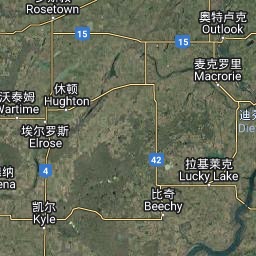 Rosetown
奥特卢克
Outlook
15
15
麦克罗里
Macrorie
休顿
Hughton
沃泰姆
Wartime
埃尔罗斯
Elrose
42
4
拉基莱克
Lucky Lake
比奇
Beechy
凯尔
Kyle